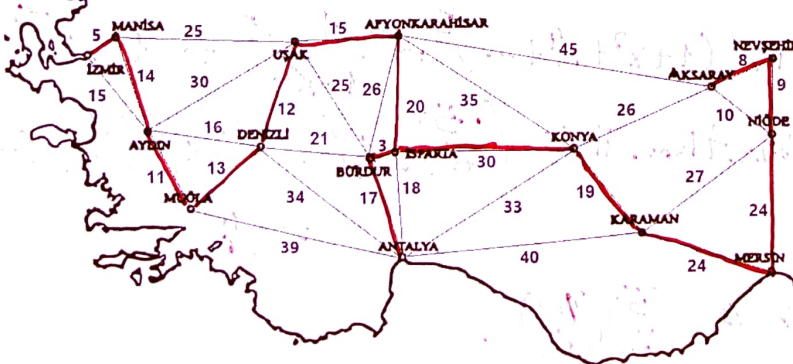 5 MANİSA 25 UŞAK 15 AFYONKARAHİSAR 45 AKSARAY 8 NEVŞEHİ
İZMİR 14 30 12 25 26 20 35 26 10 9
15 AYDIN 16 DENİZLİ 21 BURDUR 3 ISPARTA 30 KONYA NİĞDE
11 MUĞLA 13 34 17 18 33 19 KARAMAN 27 24
39 ANTALYA 40 24 MERSİN